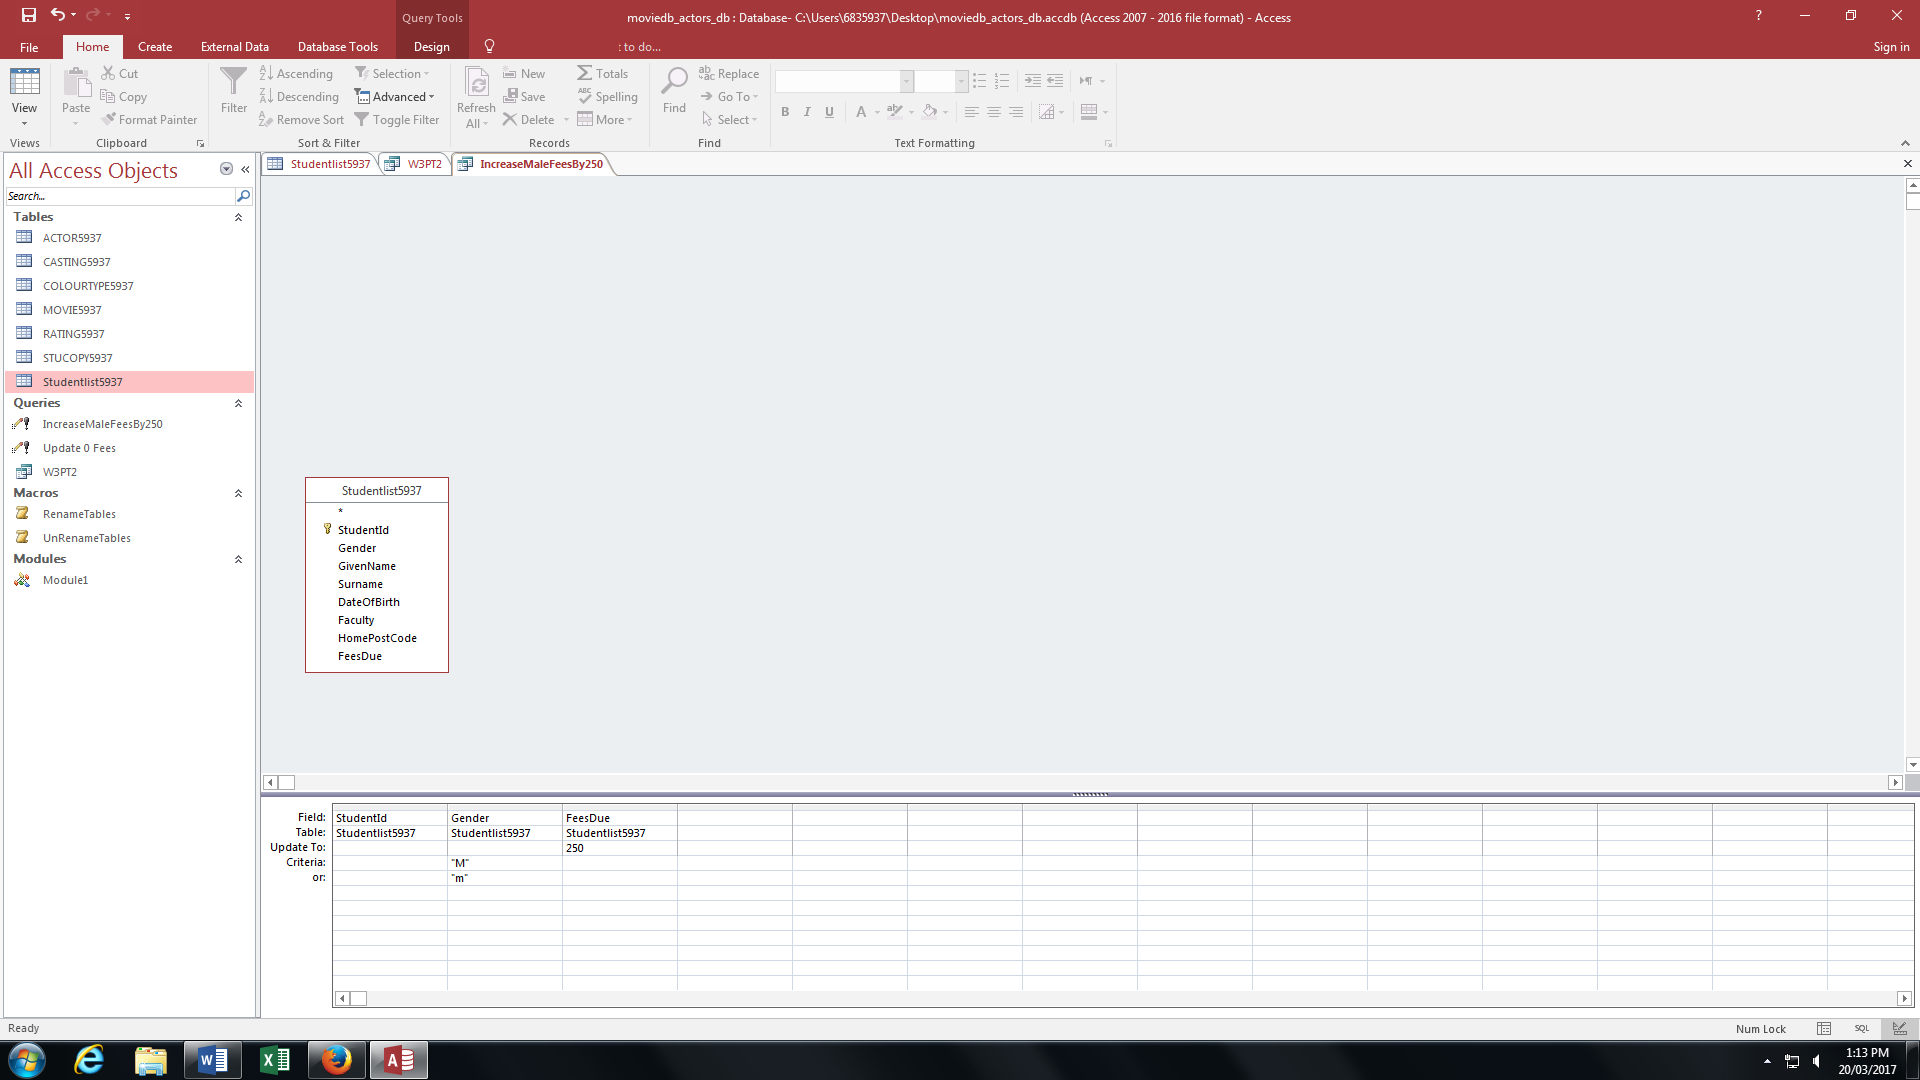 Query Tools
moviedb_actors_db : Database- C:\Users\6835937\Desktop\moviedb_actors_db.accdb (Access 2007 - 2016 file format) - Access
?
File
Home
Create
External Data
Database Tools
Design
t to do...
Sign in
View
Views
Paste
Cut
Copy
Format Painter
Clipboard
Filter
Ascending
Descending
Remove Sort
Selection
Advanced
Toggle Filter
Sort & Filter
Refresh
All
New
Save
Delete
Totals
Spelling
More
Records
Find
Replace
Go To
Select
Find
B I U A
Text Formatting
All Access Objects
Search...
Tables
ACTOR5937
CASTING5937
COLOURTYPE5937
MOVIE5937
RATING5937
STUCOPY5937
Studentlist5937
Queries
IncreaseMaleFeesBy250
Update 0 Fees
W3PT2
Macros
RenameTables
UnRenameTables
Modules
Module1
Studentlist5937
W3PT2
IncreaseMaleFeesBy250
Studentlist5937
*
StudentId
Gender
GivenName
Surname
DateOfBirth
Faculty
HomePostCode
FeesDue
Field: StudentId Gender FeesDue
Table: Studentlist5937 Studentlist5937 Studentlist5937
Update To: 250
Criteria: "M"
or: "m"
Ready
Num Lock
SQL
1:13 PM
20/03/2017